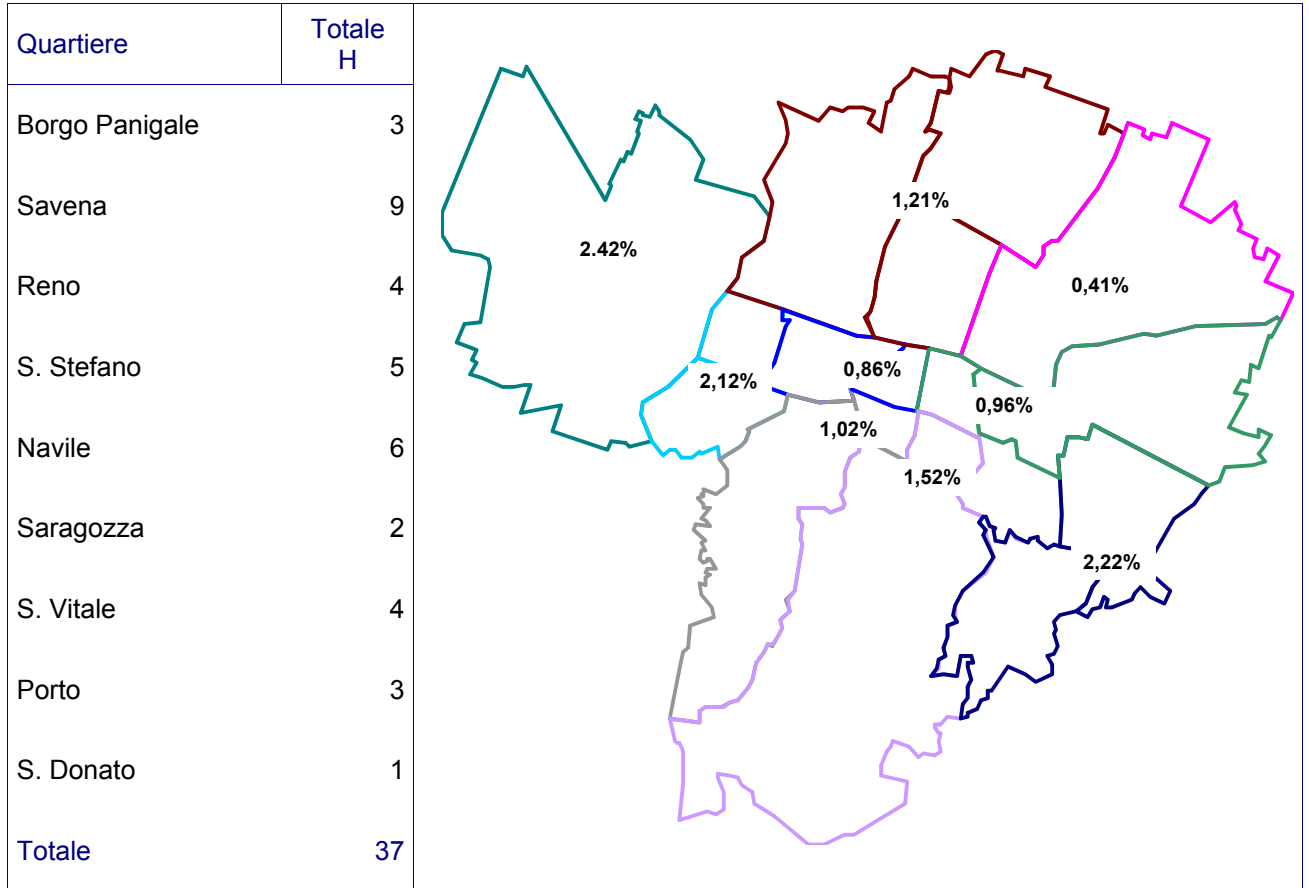 Quartiere Totale H
Borgo Panigale 3
Savena 9
Reno 4
S. Stefano 5
Navile 6
Saragozza 2
S. Vitale 4
Porto 3
S. Donato 1
Totale 37
1,21%
2.42%
0,41%
0,86%
2,12%
0,96%
1,02%
1,52%
2,22%